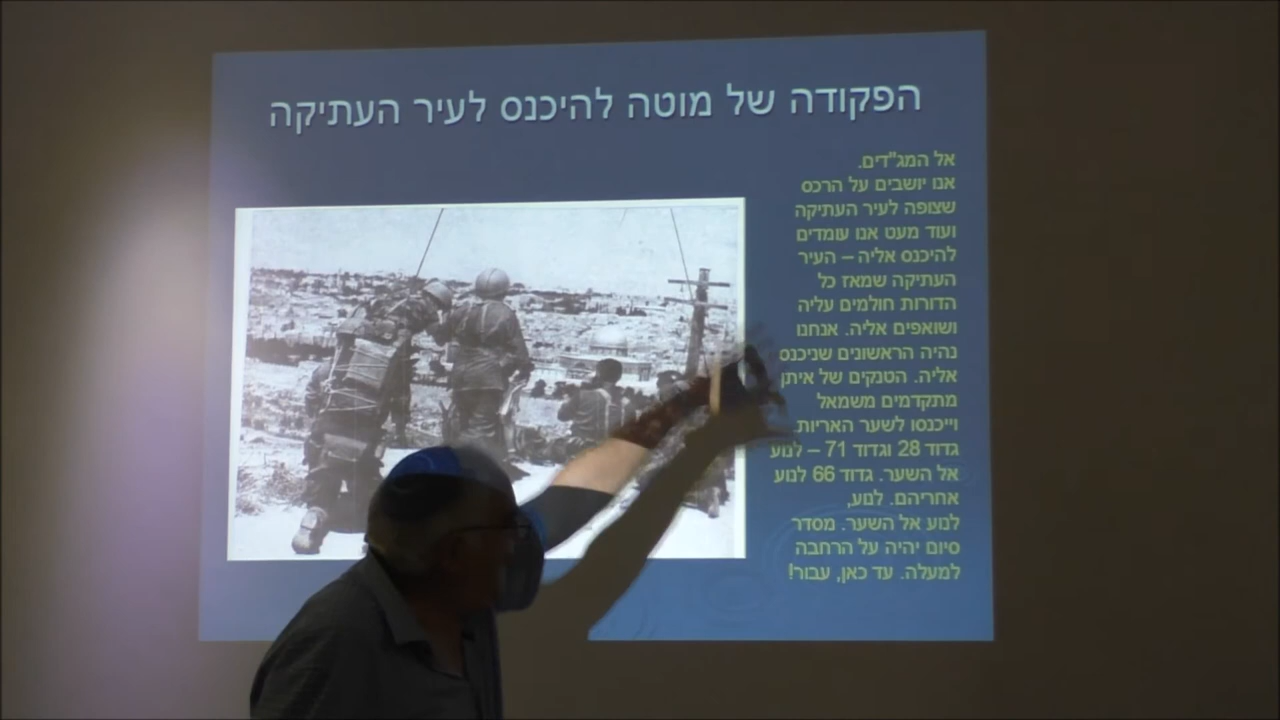 הפקודה של מוטה להיכנס לעיר העתיקה
אל המג"דים.
אנו יושבים על הרכס
שצופה לעיר העתיקה
ועוד מעט אנו עומדים
להיכנס אליה – העיר
העתיקה שמאז כל
הדורות חולמים עליה
ושואפים אליה. אנחנו
נהיה הראשונים שניכנס
אליה. הטנקים של איתן
מתקדמים משמאל
וייכנסו לשער האריות.
גדוד 28 וגדוד 71 – לנוע
אל השער. גדוד 66 לנוע
אחריהם. לנוע,
לנוע אל השער. מסדר
סיום יהיה על הרחבה
למעלה. עד כאן, עבור!